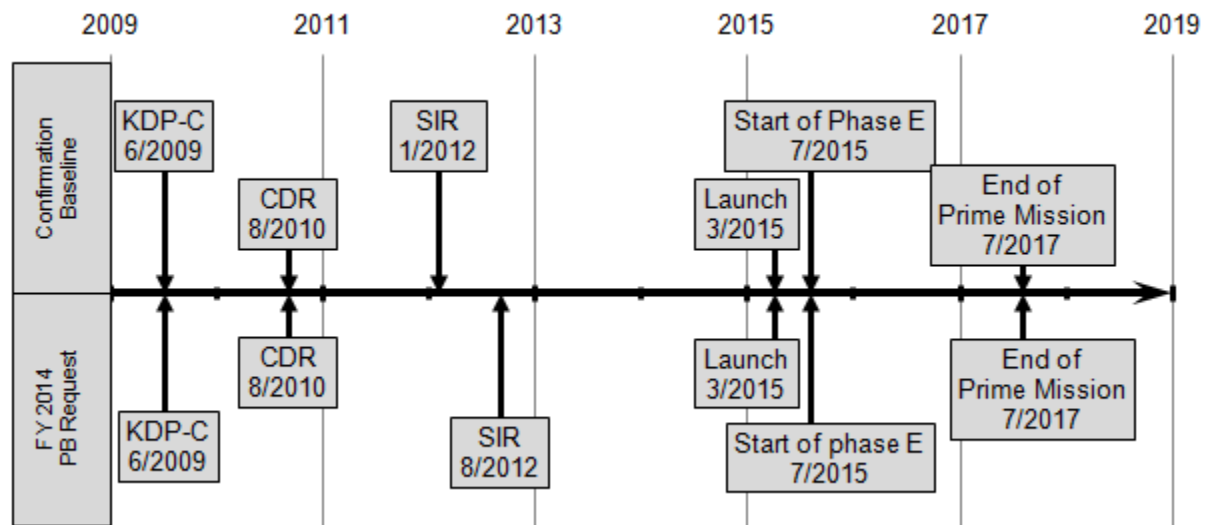 2009 2011 2013 2015 2017 2019
Confirmation
Baseline
KDP-C
6/2009
CDR
8/2010
SIR
1/2012
Launch
3/2015
Start of Phase E
7/2015
End of
Prime Mission
7/2017
FY 2014
PB Request
KDP-C
6/2009
CDR
8/2010
SIR
8/2012
Launch
3/2015
Start of phase E
7/2015
End of
Prime Mission
7/2017